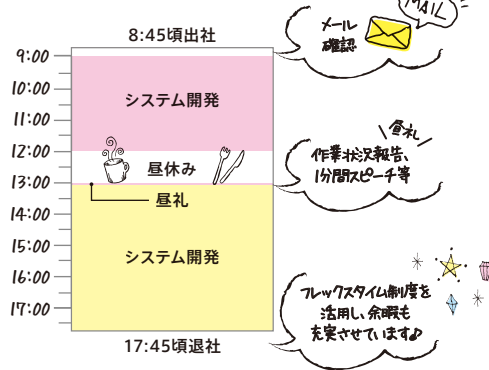 8:45頃出社
MAIL
メール
確認
9:00
10:00
システム開発
11:00
12:00
昼礼
昼休み
作業状況報告、
1分間スピーチ等
13:00
昼礼
14:00
15:00
システム開発
16:00
フレックスタイム制度を
活用し、余暇も
充実させています♪
17:00
17:45頃退社